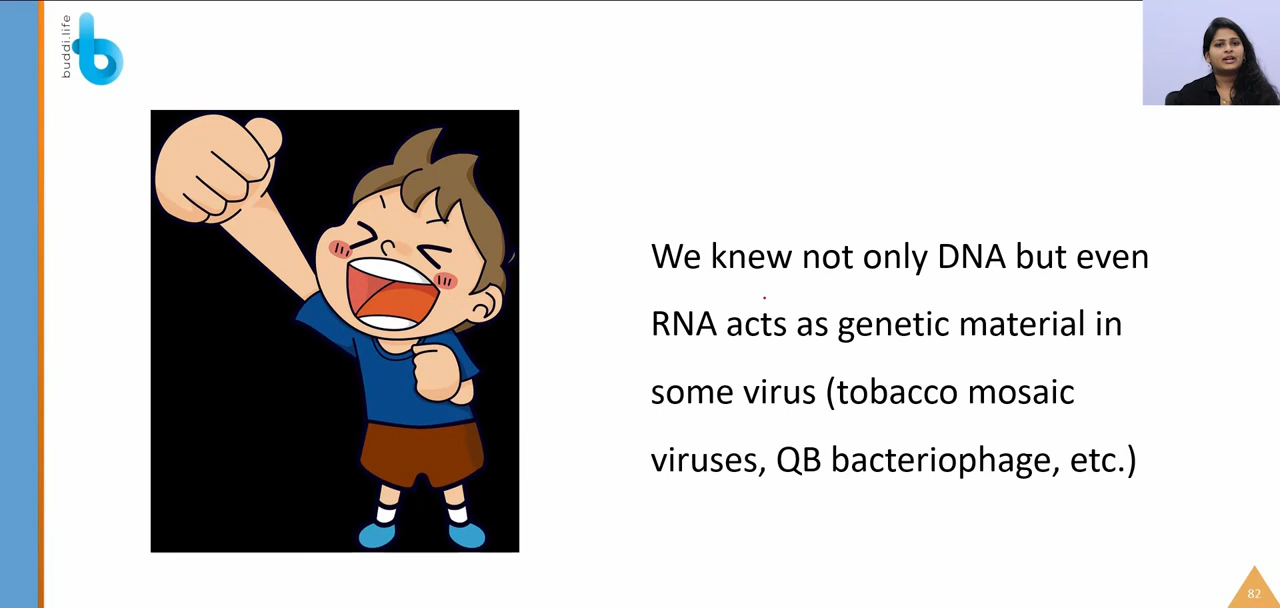 buddi.life
We knew not only DNA but even
RNA acts as genetic material in
some virus (tobacco mosaic
viruses, QB bacteriophage, etc.)
82